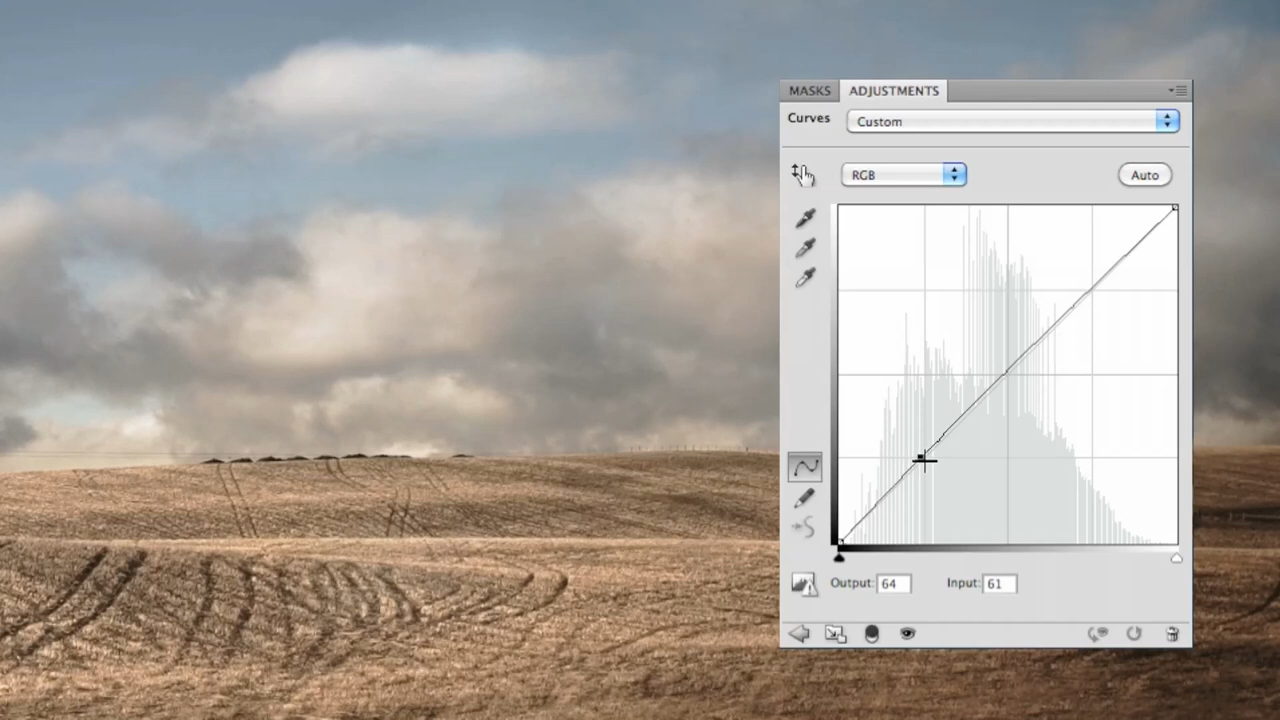 MASKS ADJUSTMENTS
Curves Custom
RGB Auto
Output: 64 Input: 61